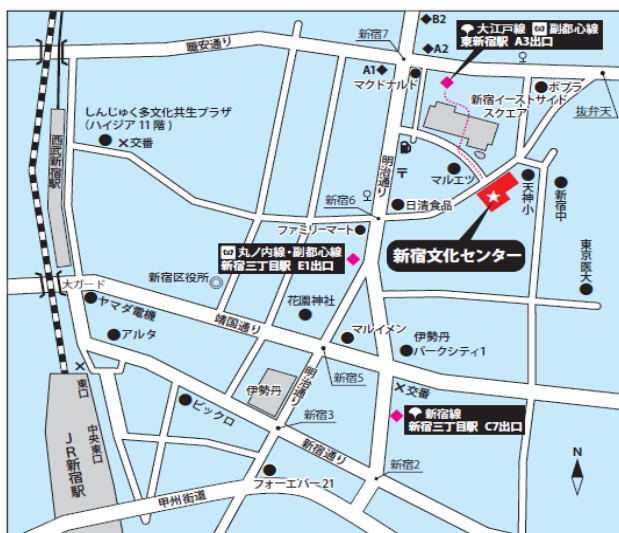 B2
大江戸線 副都心線
東新宿駅 A3出口
新宿7
A2
職安通り
A1
マクドナルド
ポプラ
新宿イーストサイド
スクエア
抜弁天
しんじゅく多文化共生プラザ
(ハイジア 11階)
交番
西武新宿駅
明治通り
〒
マルエツ
天神小
新宿中
新宿6
日清食品
ファミリーマート
新宿文化センター
丸ノ内線・副都心線
新宿三丁目駅 E1出口
東京医大
大ガード
新宿区役所
ヤマダ電機
花園神社
靖国通り
アルタ
マルイメン
伊勢丹
パークシティ1
新宿5
明治通り
伊勢丹
交番
東口
ビックロ
新宿3
新宿線
新宿三丁目駅 C7出口
中央東口
JR新宿駅
新宿通り
新宿2
フォーエバー21
甲州街道
N